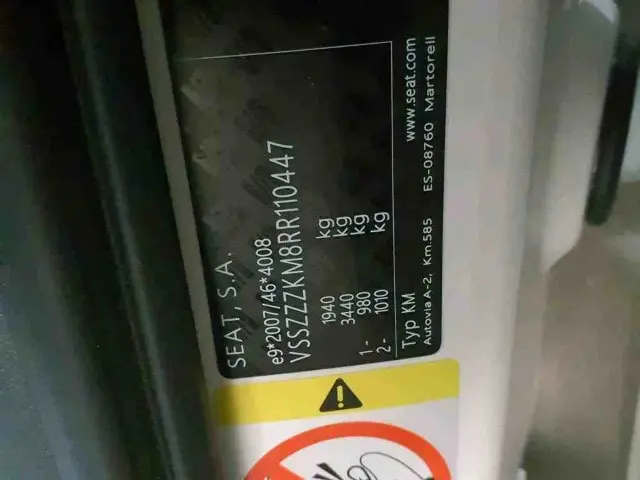 SEAT, S.A.
e9*2007/46*4008
VSSZZZKM8RR110447
1940 kg
3440 kg
1- 980 kg
2- 1010 kg
Typ KM
www.seat.com
Autovia A-2, Km.585 ES-08760 Martorell